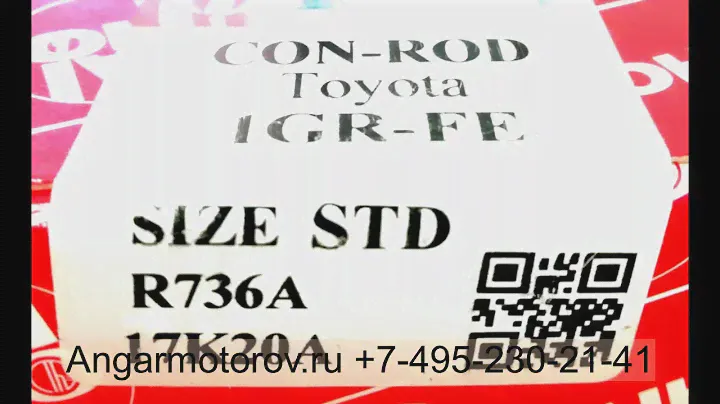 CON-ROD
Toyota
1GR-FE
SIZE STD
R736A
17K20A
Angarmotorov.ru +7-495-230-21-41